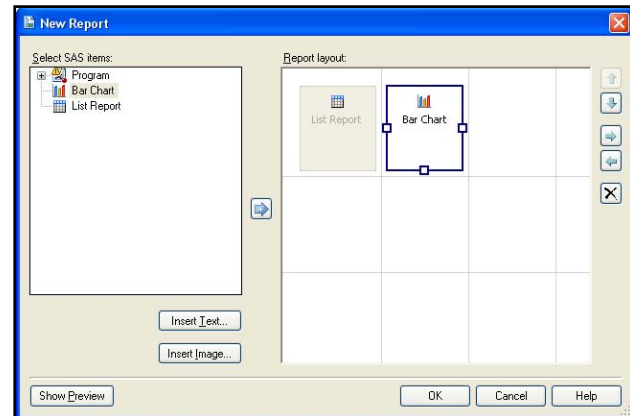 New Report
Select SAS items:
Program
Bar Chart
List Report
Report layout:
List Report
Bar Chart
Insert Text...
Insert Image...
Show Preview
OK
Cancel
Help